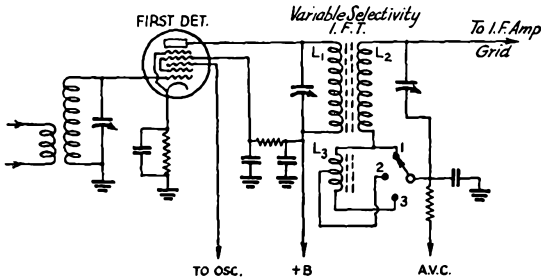 FIRST DET.
Variable Selectivity
I.F.T.
To I.F. Amp
Grid
L1
L2
L3
1
2
3
TO OSC.
+B
A.V.C.